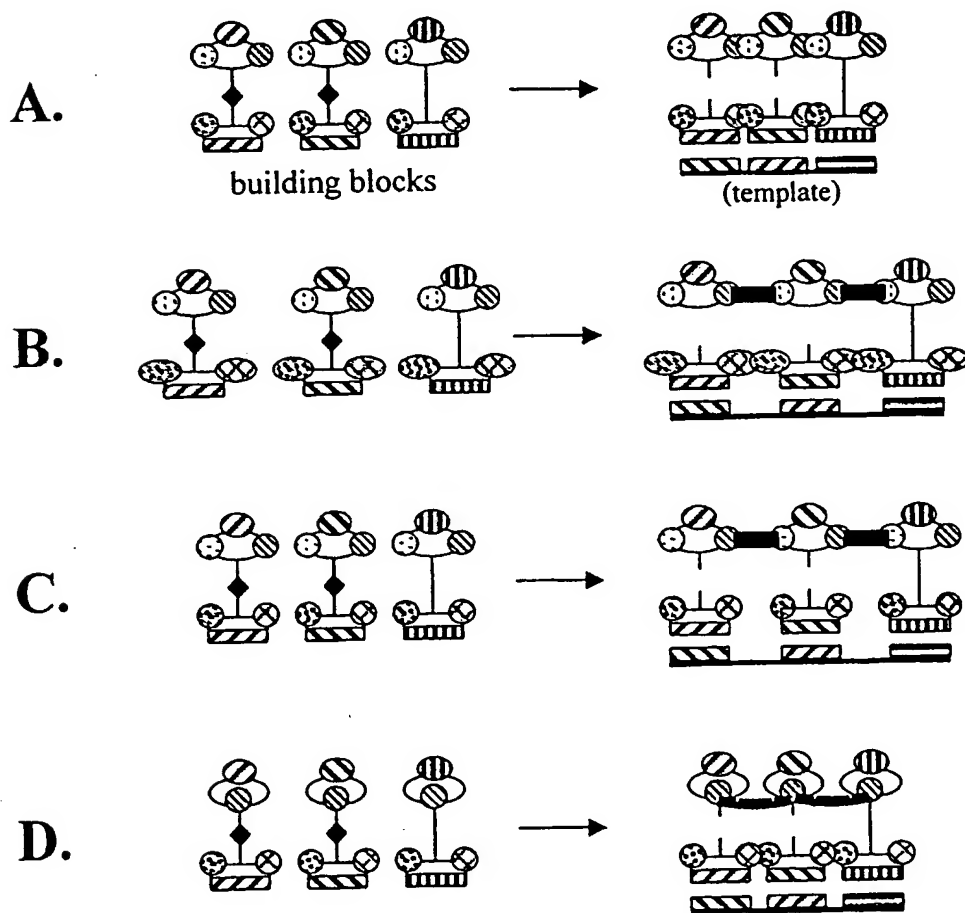 A.
building blocks
(template)
B.
C.
D.